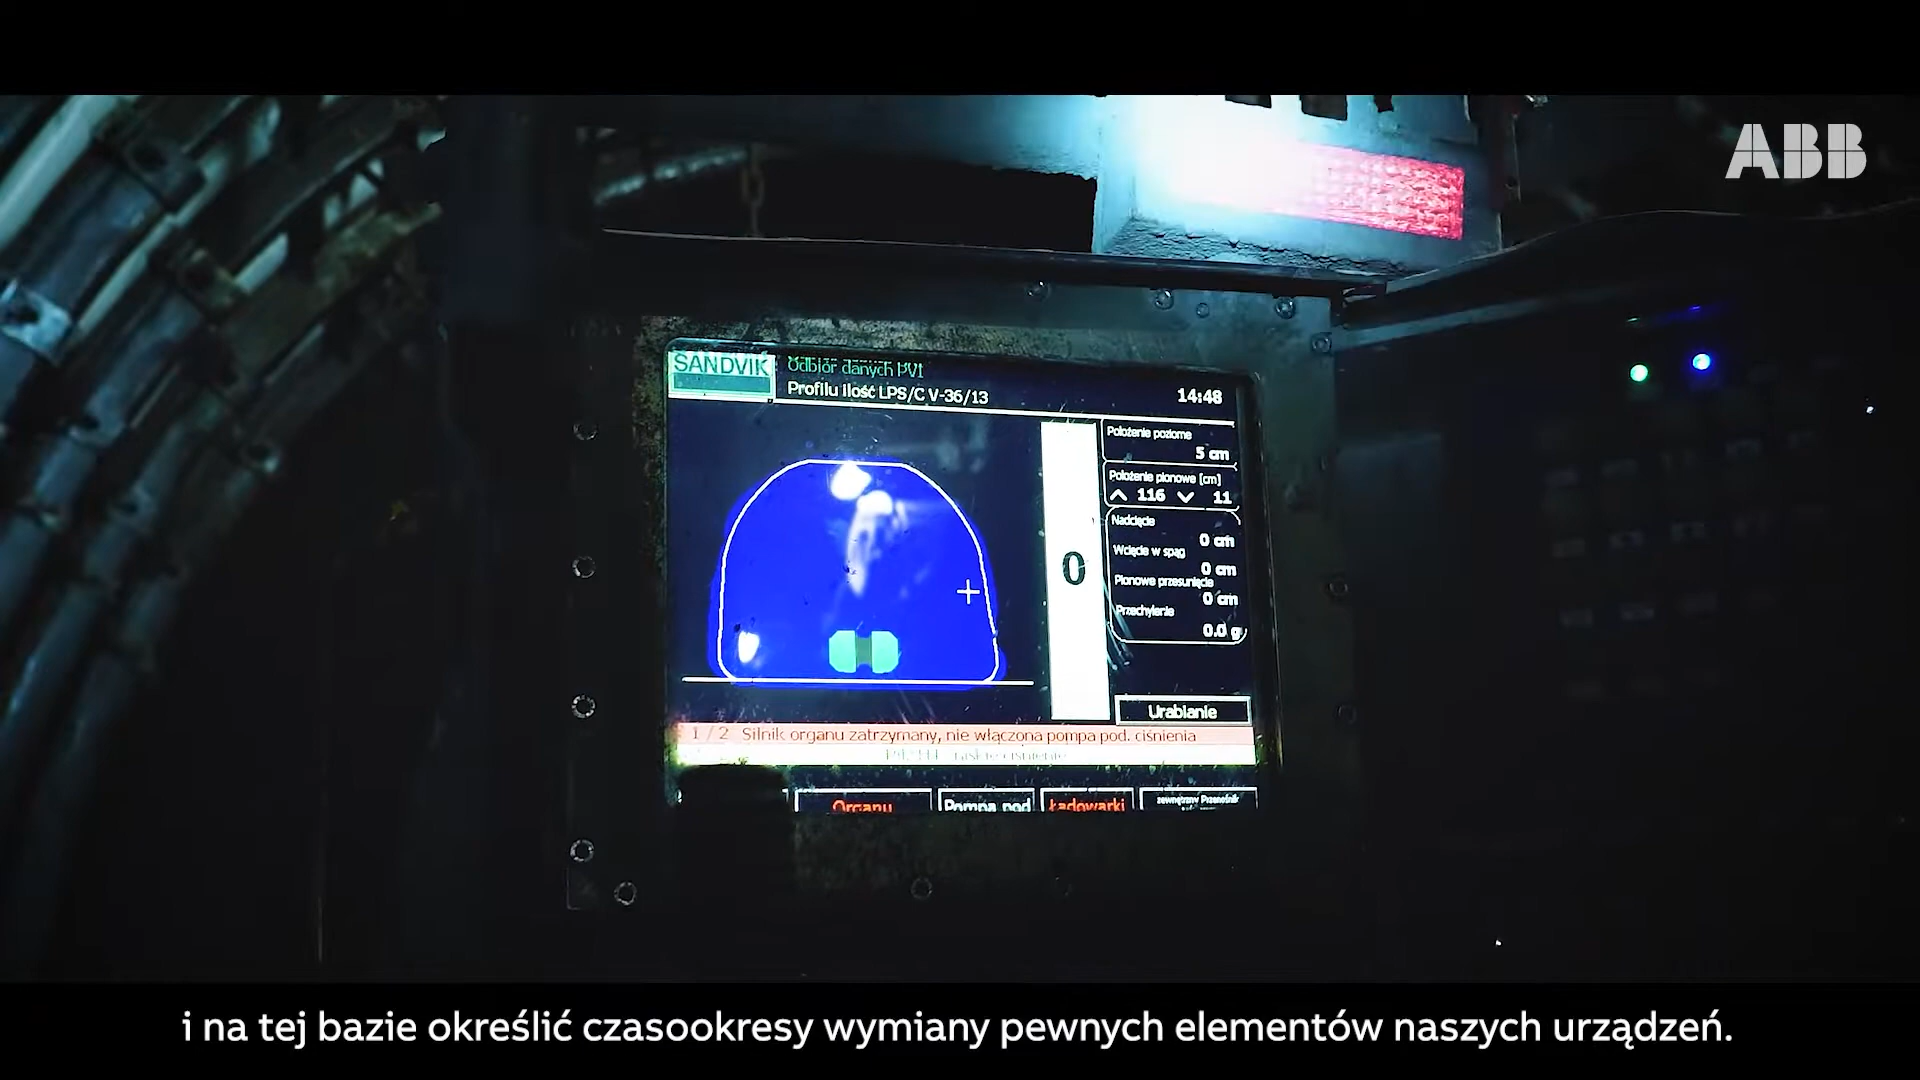 ABB
SANDVIK
Odbiór danych PVI
Profilu ilość LPS/C V-36/13
14:48
Położenie poziome
5 cm
Położenie pionowe [cm]
116 11
Nadcięcie
0 cm
Wcięcie w spąg
0 cm
Pionowe przesunięcie
0 cm
Przechylenie
0.0 g
0
Urabianie
1 / 2 Silnik organu zatrzymany, nie włączona pompa pod. ciśnienia
ciśnienie
Organu
Pompa pod
Ładowarki
zewnętrzny Przenośnik
i na tej bazie określić czasookresy wymiany pewnych elementów naszych urządzeń.